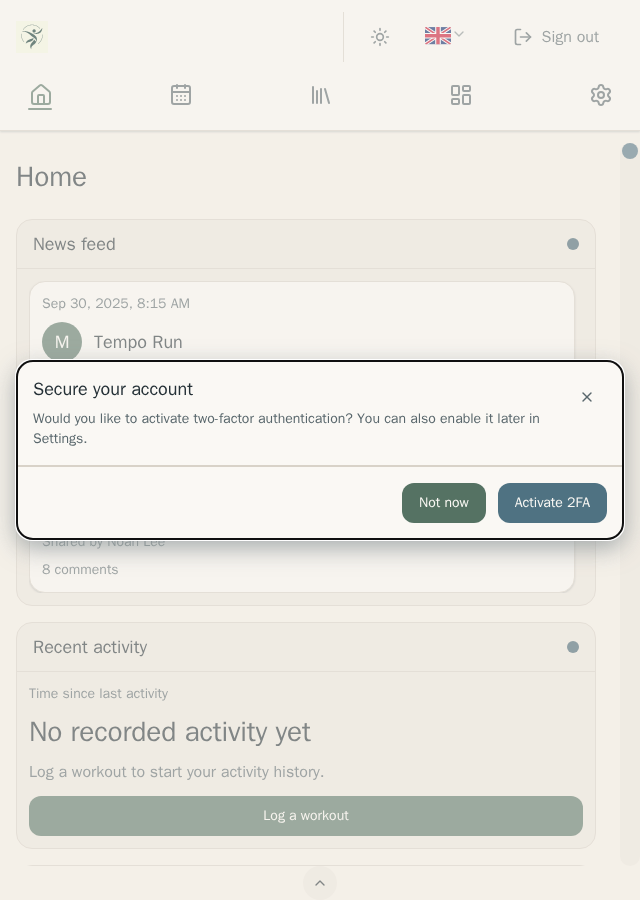 Sign out
Home
News feed
Sep 30, 2025, 8:15 AM
M
Tempo Run
Secure your account
Would you like to activate two-factor authentication? You can also enable it later in
Settings.
Not now
Activate 2FA
Shared by Noah Lee
8 comments
Recent activity
Time since last activity
No recorded activity yet
Log a workout to start your activity history.
Log a workout